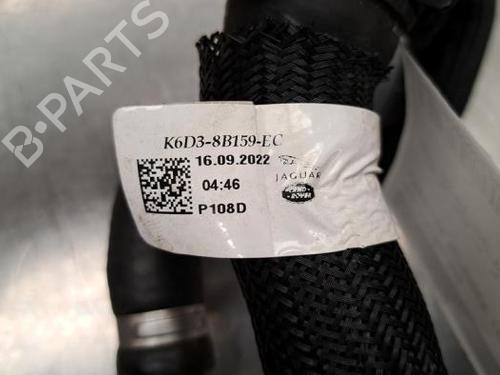 B-PARTS
K6D3-8B159-EC
16.09.2022
04:46
P108D
JAGUAR
LAND
ROVER